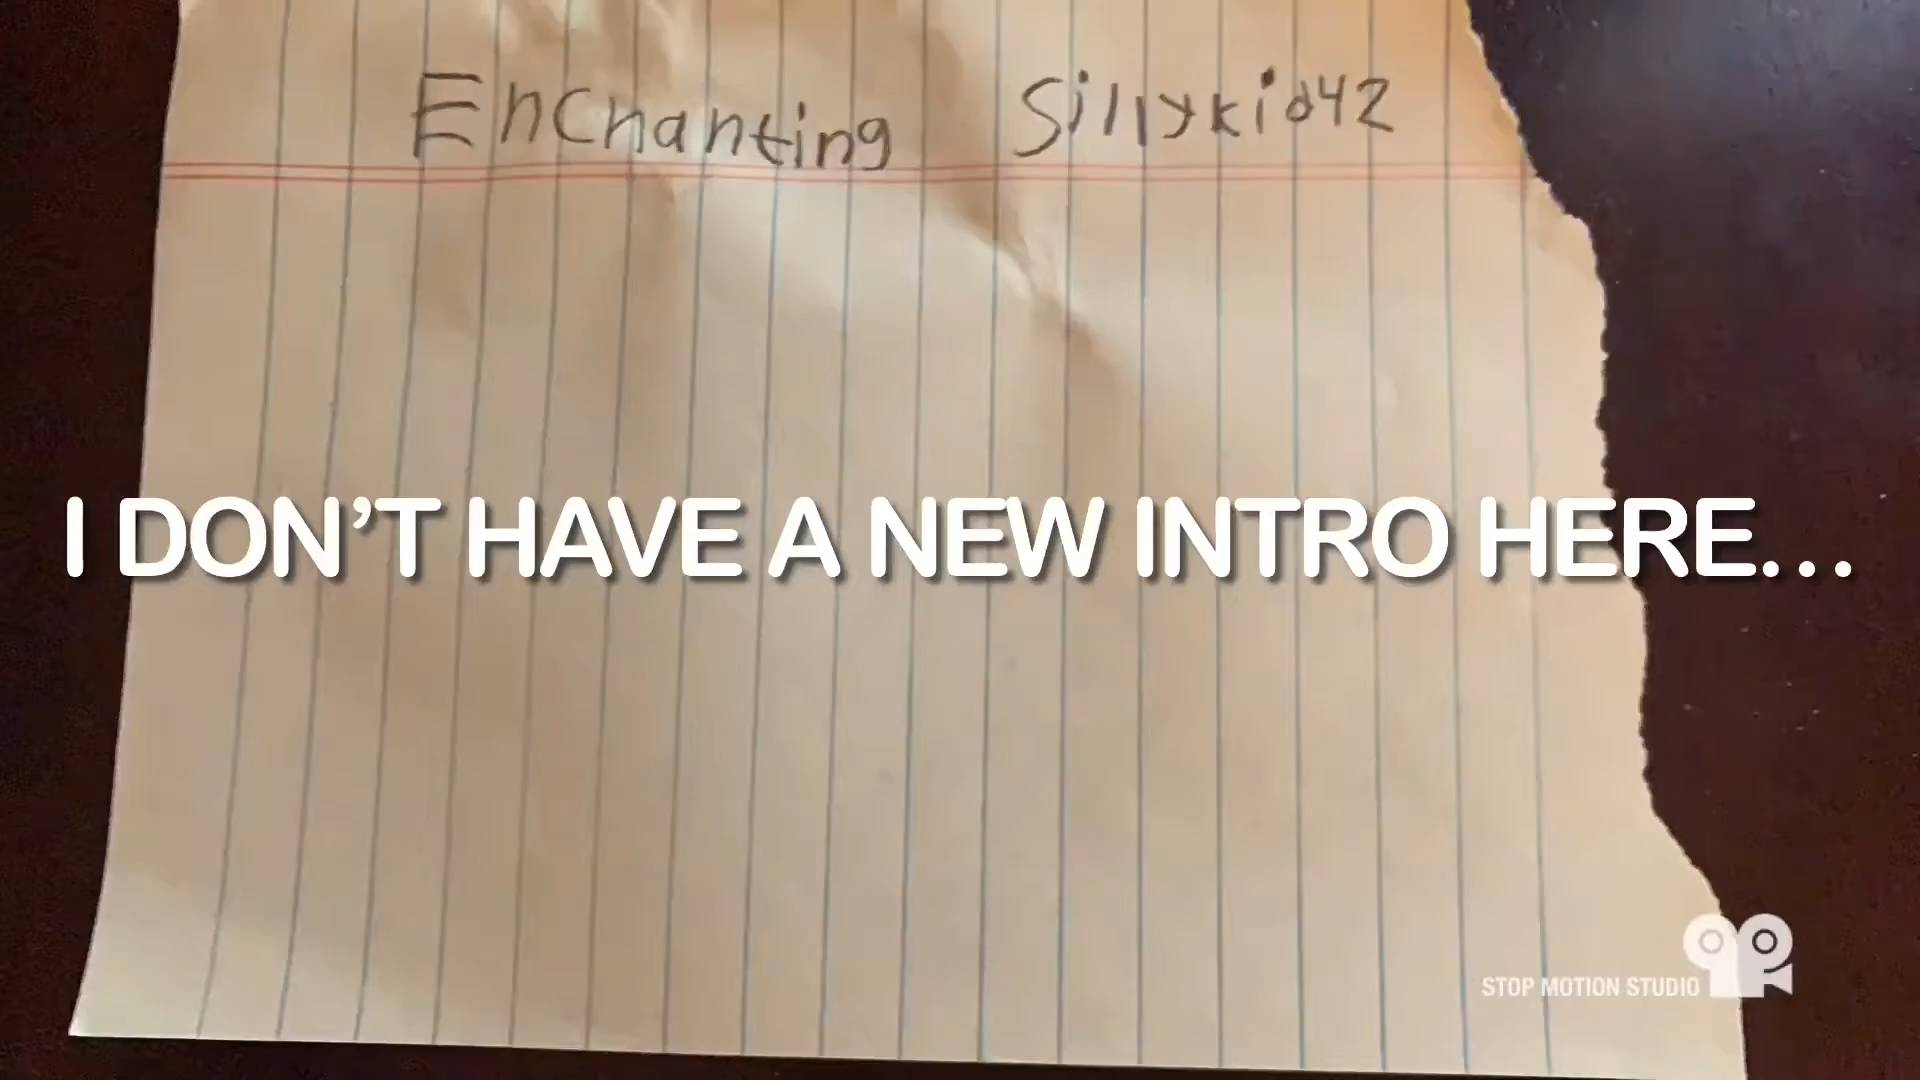 Enchanting Sillykid42
I DON'T HAVE A NEW INTRO HERE...
STOP MOTION STUDIO